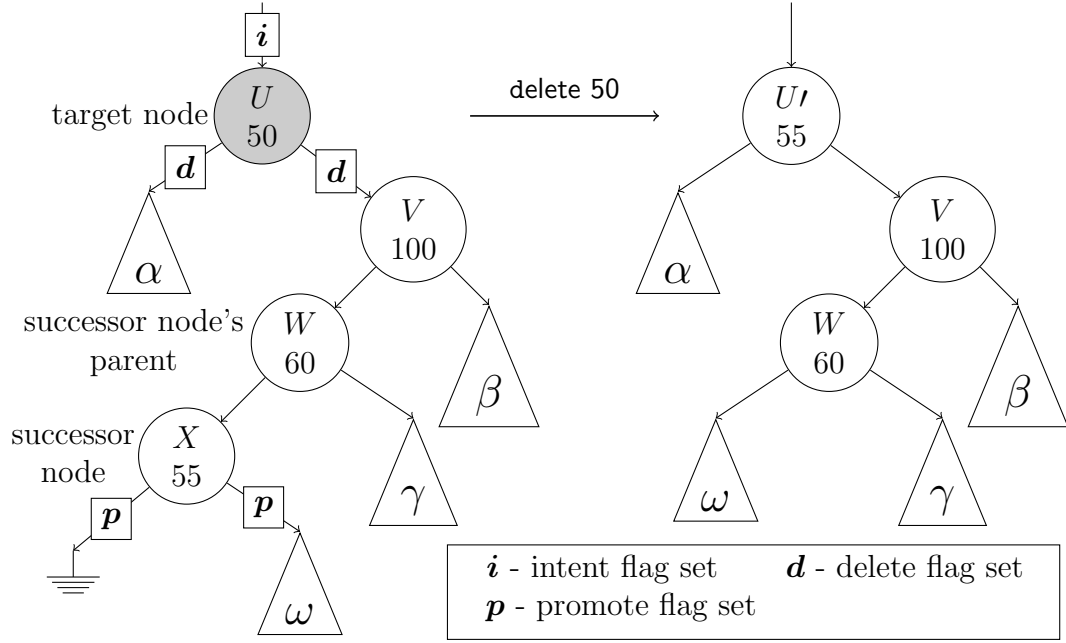 i
U
50
target node
d
d
α
V
100
successor node's
parent
W
60
β
successor
node
X
55
γ
p
p
ω
delete 50
U′
55
α
V
100
W
60
β
ω
γ
i - intent flag set d - delete flag set
p - promote flag set